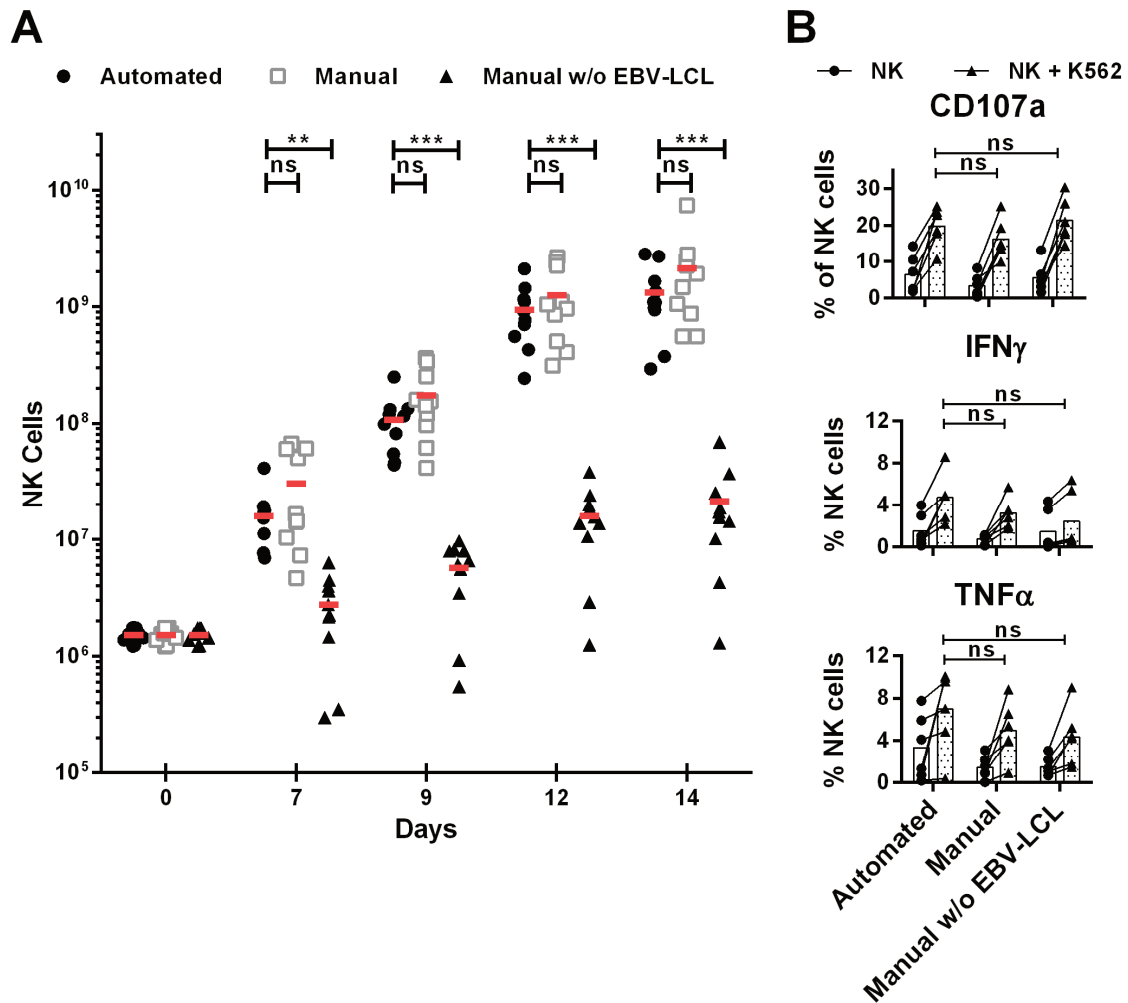 A
Automated Manual Manual w/o EBV-LCL
** *** *** ***
ns ns ns ns
NK Cells
10^10
10^9
10^8
10^7
10^6
10^5
0 7 9 12 14
Days
B
NK NK + K562
CD107a
ns
ns
% of NK cells
30
20
10
0
IFNγ
ns
ns
% NK cells
12
8
4
0
TNFα
ns
ns
% NK cells
12
8
4
0
Automated
Manual
Manual w/o EBV-LCL